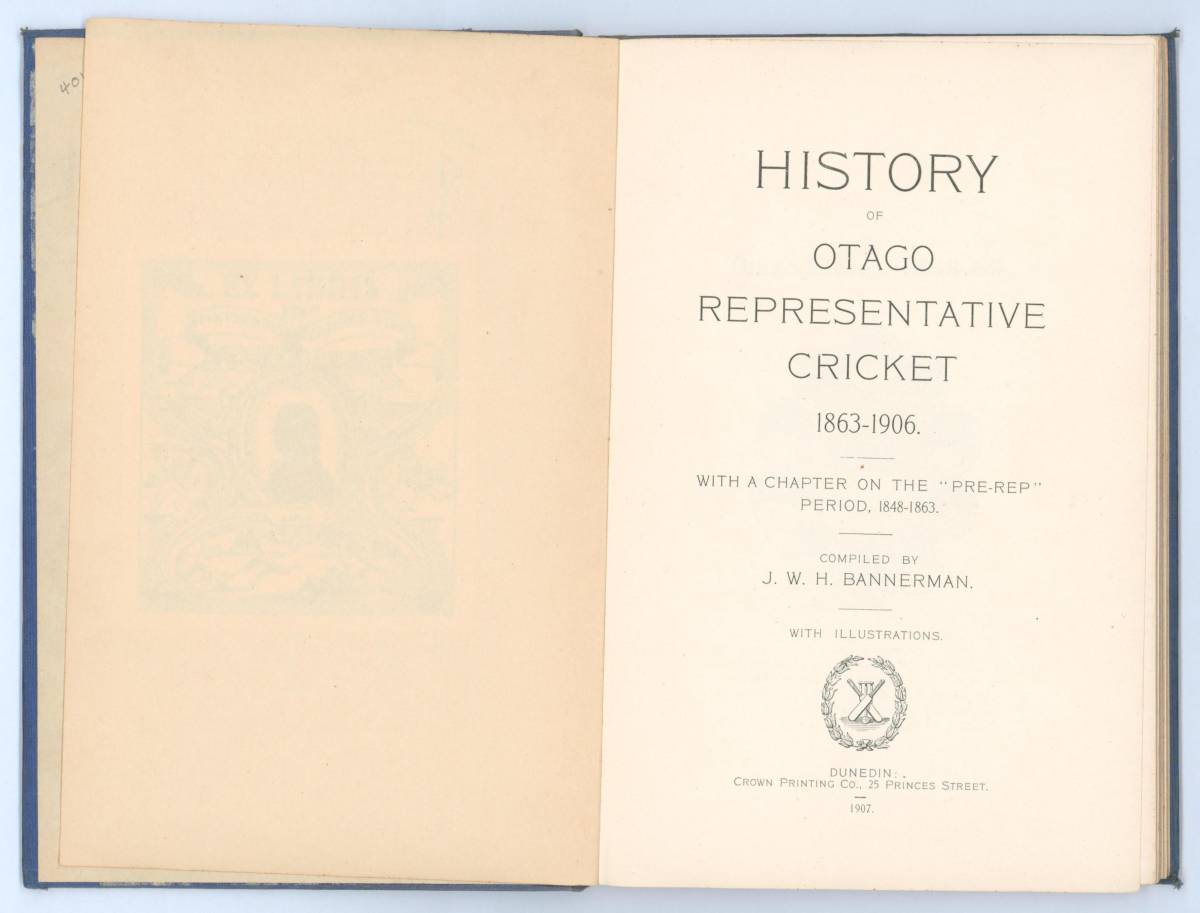 HISTORY
OF
OTAGO
REPRESENTATIVE
CRICKET
1863-1906.
WITH A CHAPTER ON THE "PRE-REP"
PERIOD, 1848-1863.
COMPILED BY
J. W. H. BANNERMAN.
WITH ILLUSTRATIONS.
DUNEDIN:
CROWN PRINTING CO., 25 PRINCES STREET.
1907.